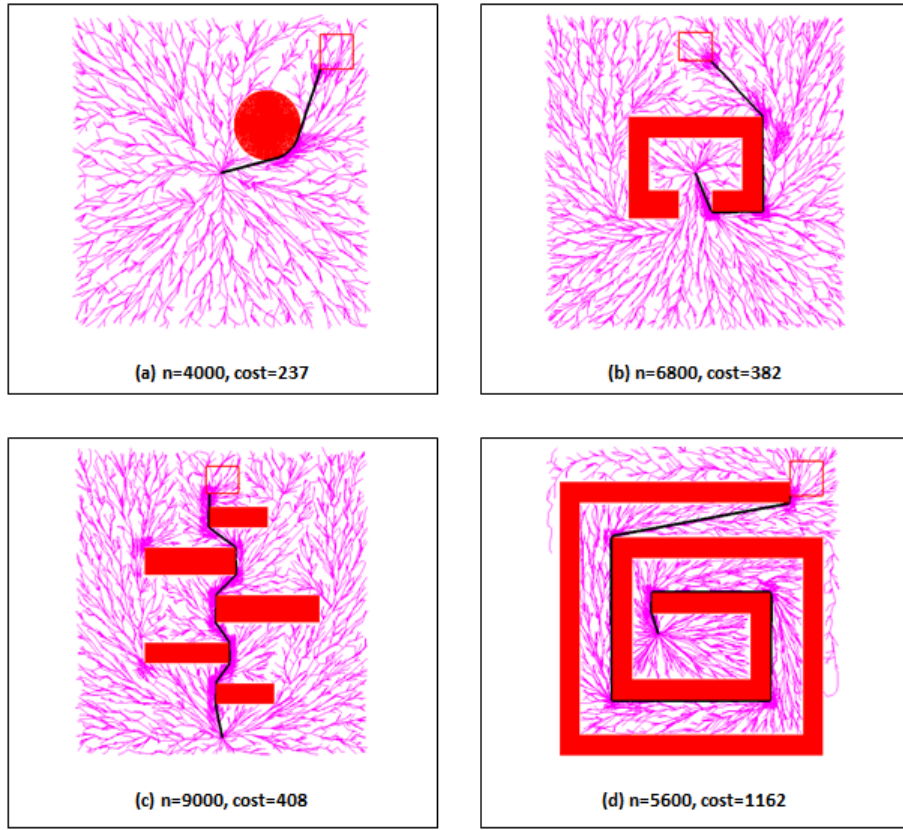 (a) n=4000, cost=237
(b) n=6800, cost=382
(c) n=9000, cost=408
(d) n=5600, cost=1162